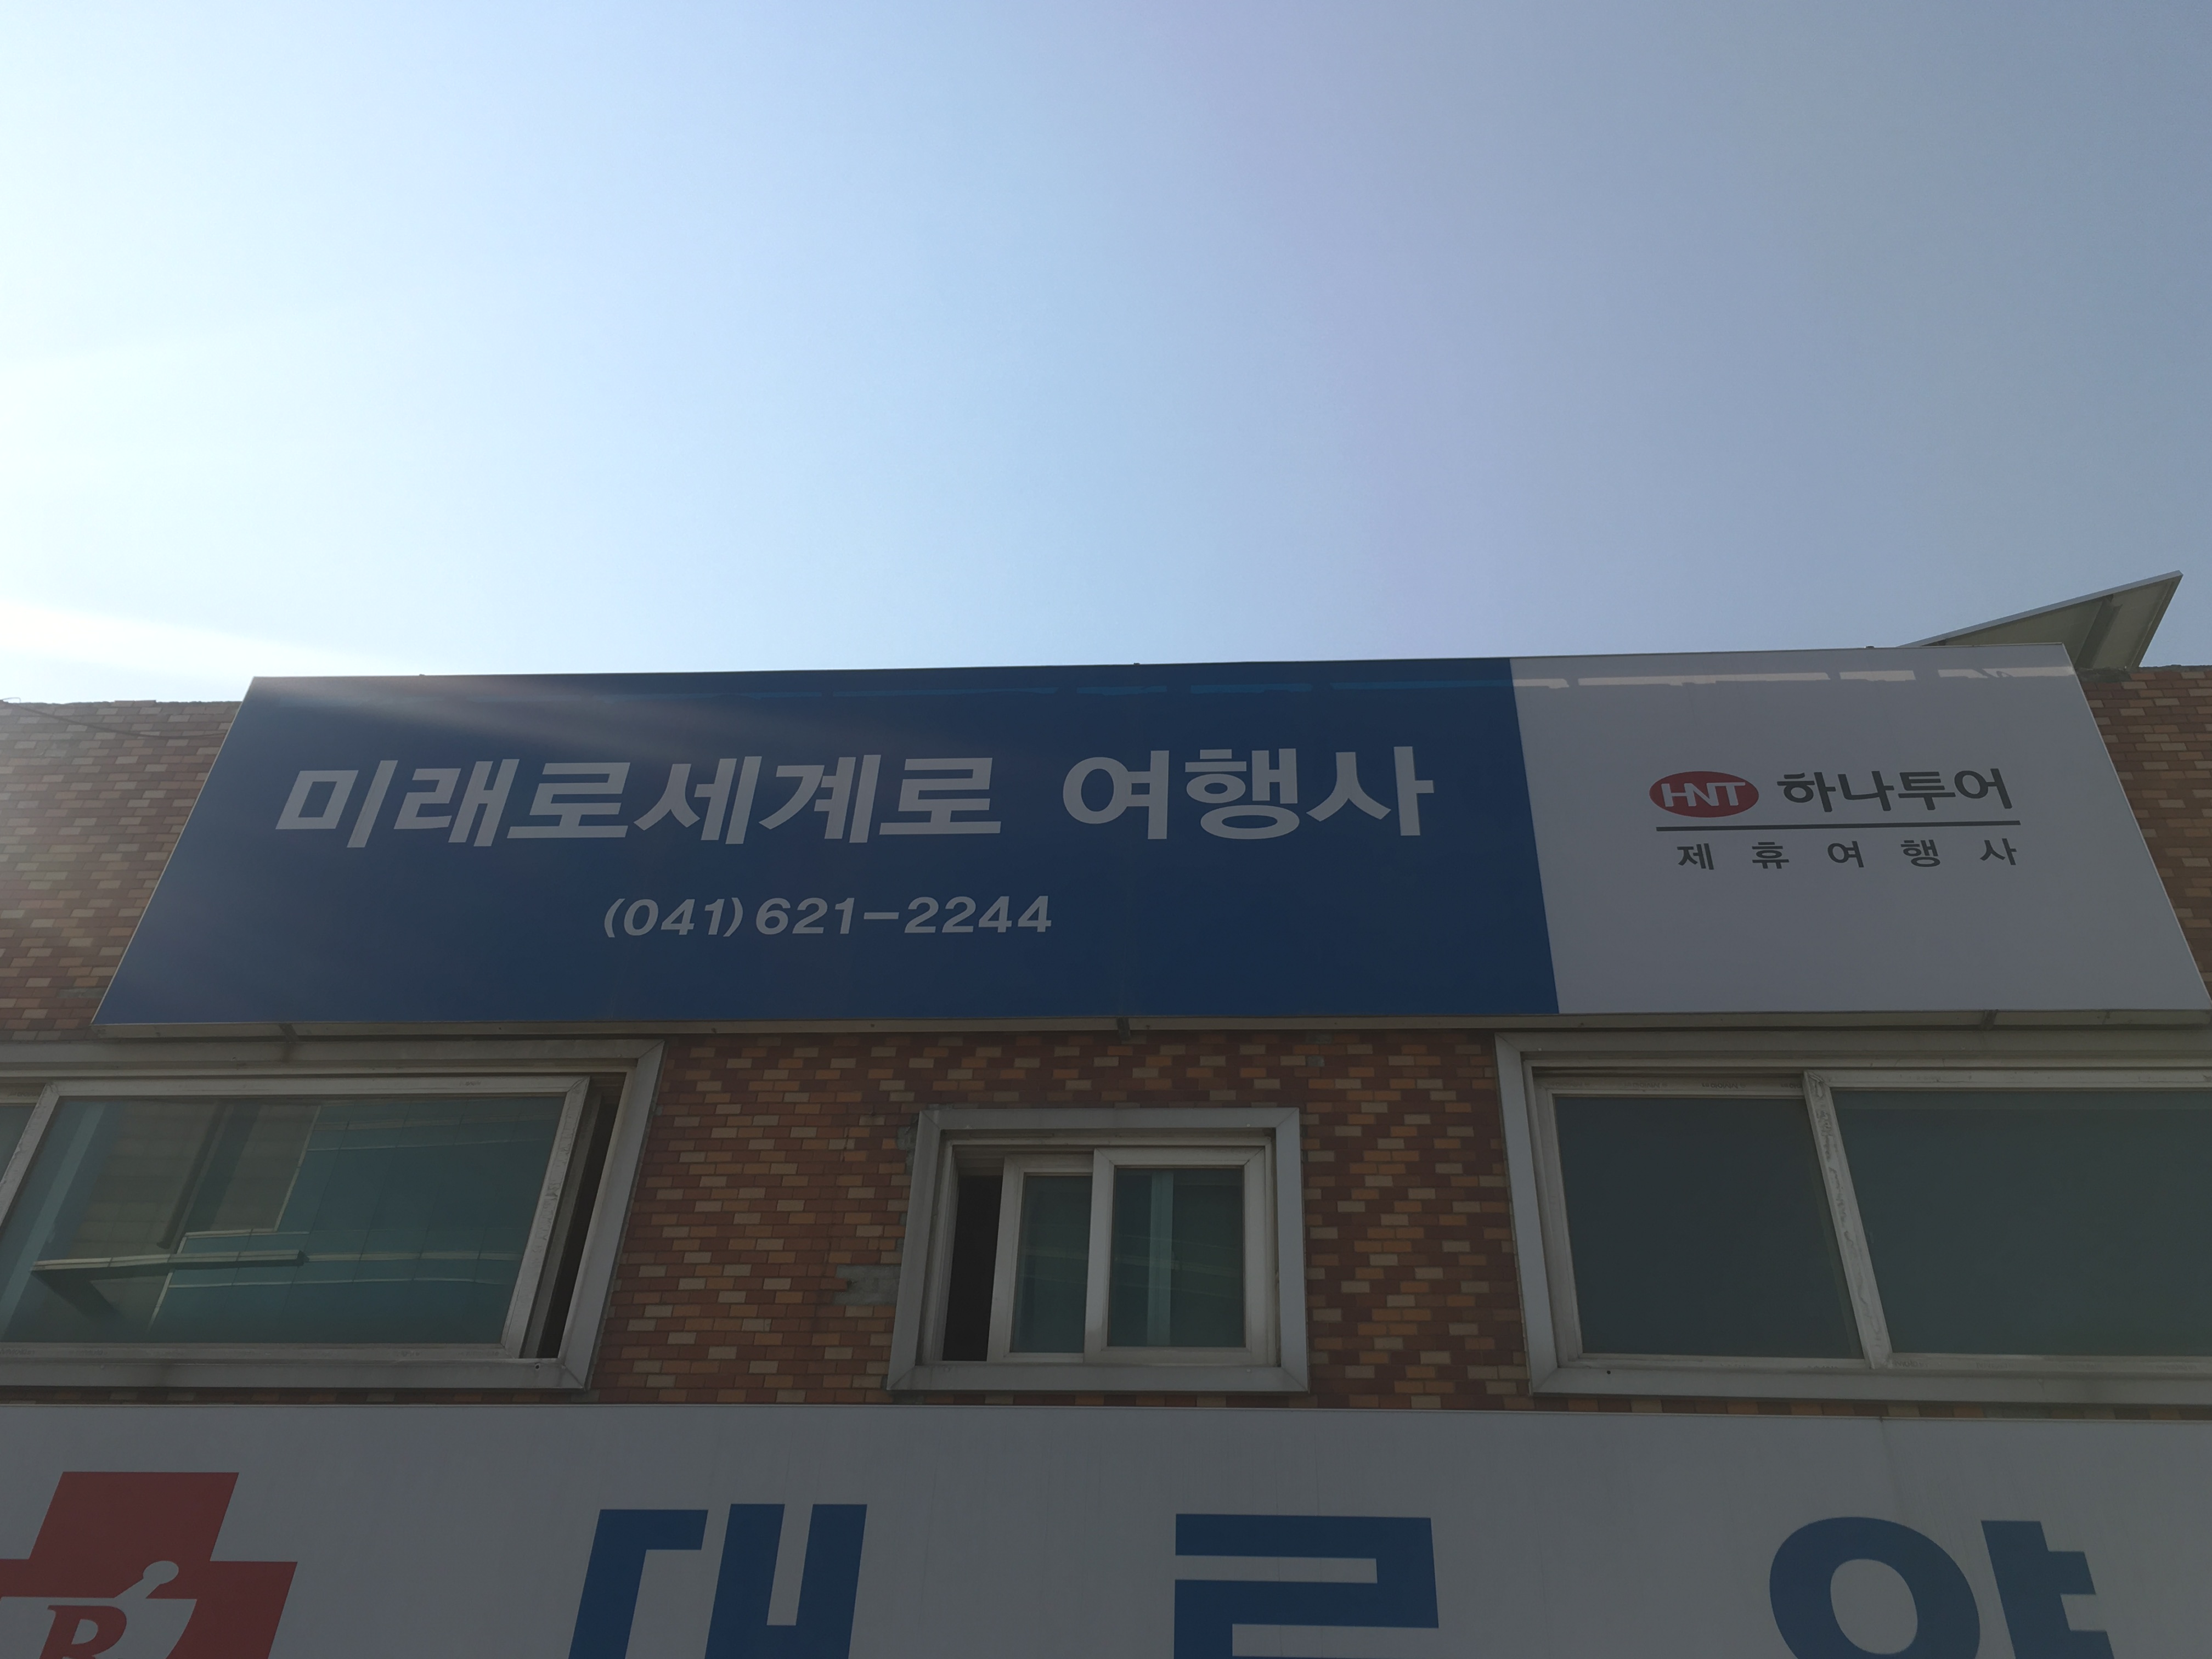 미래로세계로 여행사
(041)621-2244
HNT 하나투어
제휴여행사
R